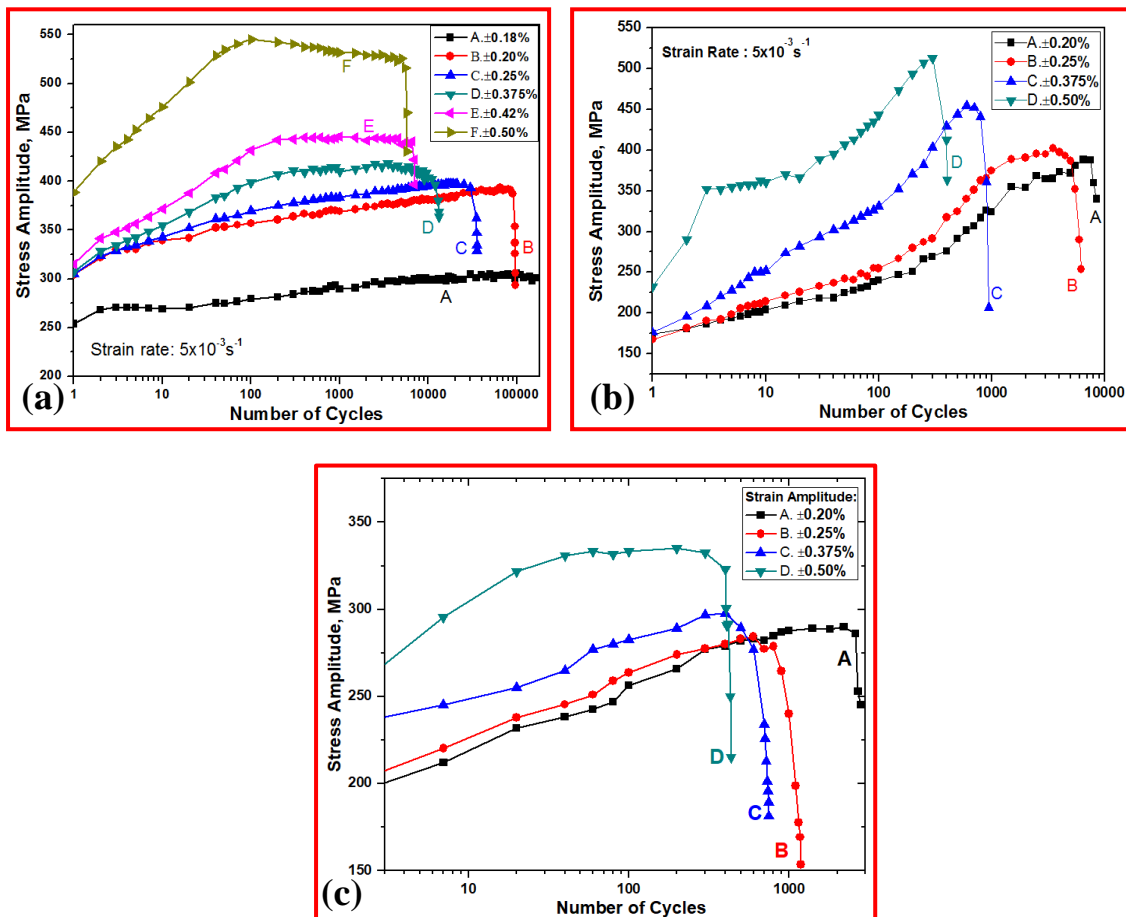 550
500
450
400
350
300
250
200
Stress Amplitude, MPa
A.±0.18%
B.±0.20%
C.±0.25%
D.±0.375%
E.±0.42%
F.±0.50%
F
E
D
C
B
A
Strain rate: 5x10⁻³s⁻¹
1 10 100 1000 10000 100000
Number of Cycles
(a)
550
500
450
400
350
300
250
200
150
Stress Amplitude, MPa
Strain Rate : 5x10⁻³s⁻¹
A.±0.20%
B.±0.25%
C.±0.375%
D.±0.50%
D
A
B
C
1 10 100 1000 10000
Number of Cycles
(b)
350
300
250
200
150
Stress Amplitude, MPa
Strain Amplitude:
A. ±0.20%
B. ±0.25%
C. ±0.375%
D. ±0.50%
A
D
C
B
10 100 1000
Number of Cycles
(c)